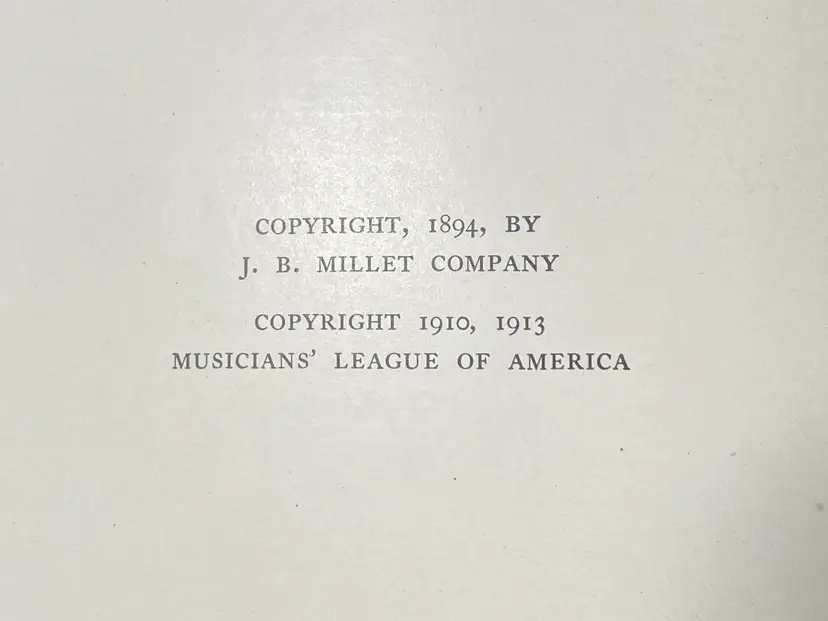 COPYRIGHT, 1894, BY
J. B. MILLET COMPANY
COPYRIGHT 1910, 1913
MUSICIANS' LEAGUE OF AMERICA